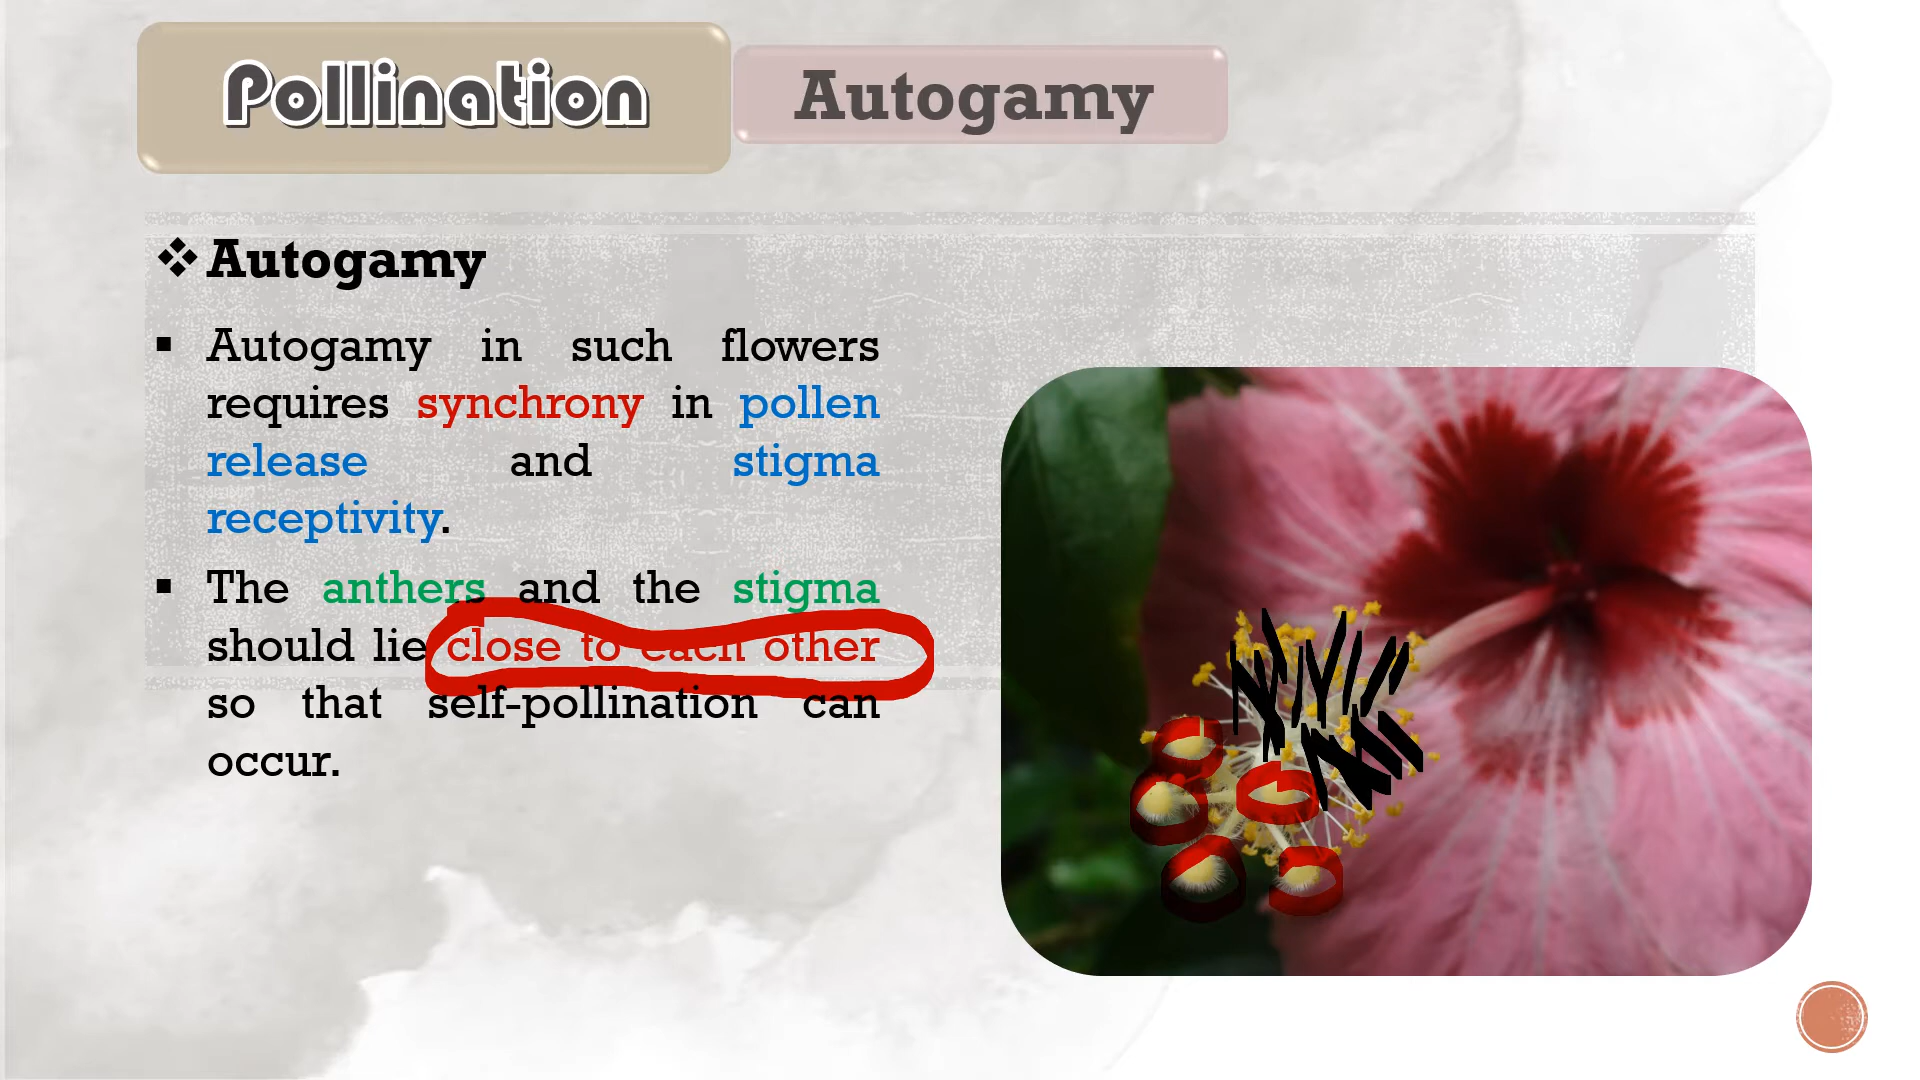 Pollination
Autogamy
Autogamy
Autogamy in such flowers
requires synchrony in pollen
release and stigma
receptivity.
The anthers and the stigma
should lie close to each other
so that self-pollination can
occur.